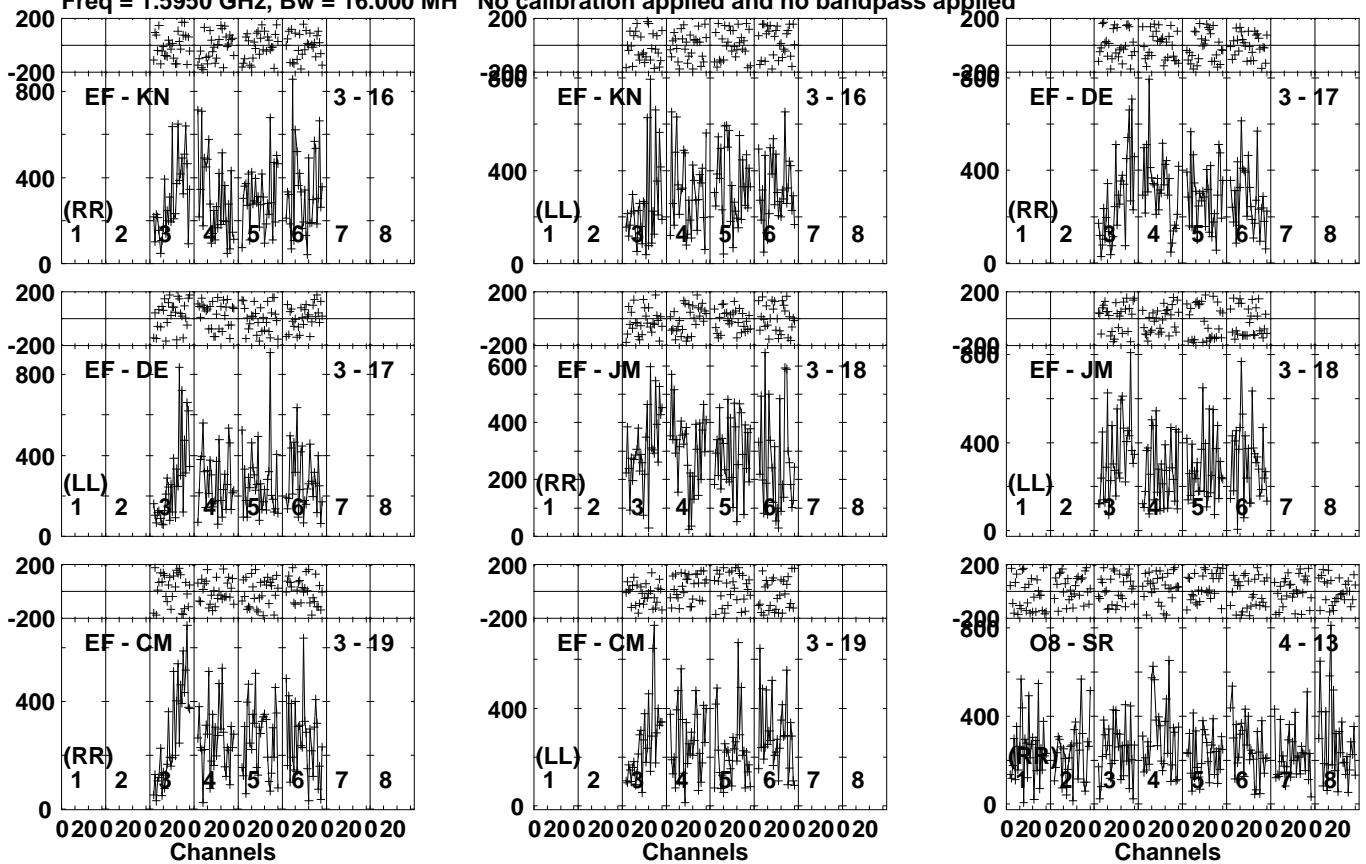 Freq = 1.5950 GHz, Bw = 16.000 MH No calibration applied and no bandpass applied
200 200 200
-200 -200 -200
800 800 800
EF - KN 3 - 16 EF - KN 3 - 16 EF - DE 3 - 17
400 400 400
(RR) (LL) (RR)
1 2 3 4 5 6 7 8 1 2 3 4 5 6 7 8 1 2 3 4 5 6 7 8
0 0 0
200 200 200
-200 -200 -200
800 600 800
EF - DE 3 - 17 EF - JM 3 - 18 EF - JM 3 - 18
400 400 400
200
(LL) (RR) (LL)
1 2 3 4 5 6 7 8 1 2 3 4 5 6 7 8 1 2 3 4 5 6 7 8
0 0 0
200 200 200
-200 -200 -200
800
EF - CM 3 - 19 EF - CM 3 - 19 O8 - SR 4 - 13
400 400 400
(RR) (LL) (RR)
1 2 3 4 5 6 7 8 1 2 3 4 5 6 7 8 1 2 3 4 5 6 7 8
0 0 0
0 20 0 20 0 20 0 20 0 20 0 20 0 20 0 20 0 20 0 20 0 20 0 20 0 20 0 20 0 20 0 20 0 20 0 20 0 20 0 20 0 20 0 20 0 20 0 20
Channels Channels Channels